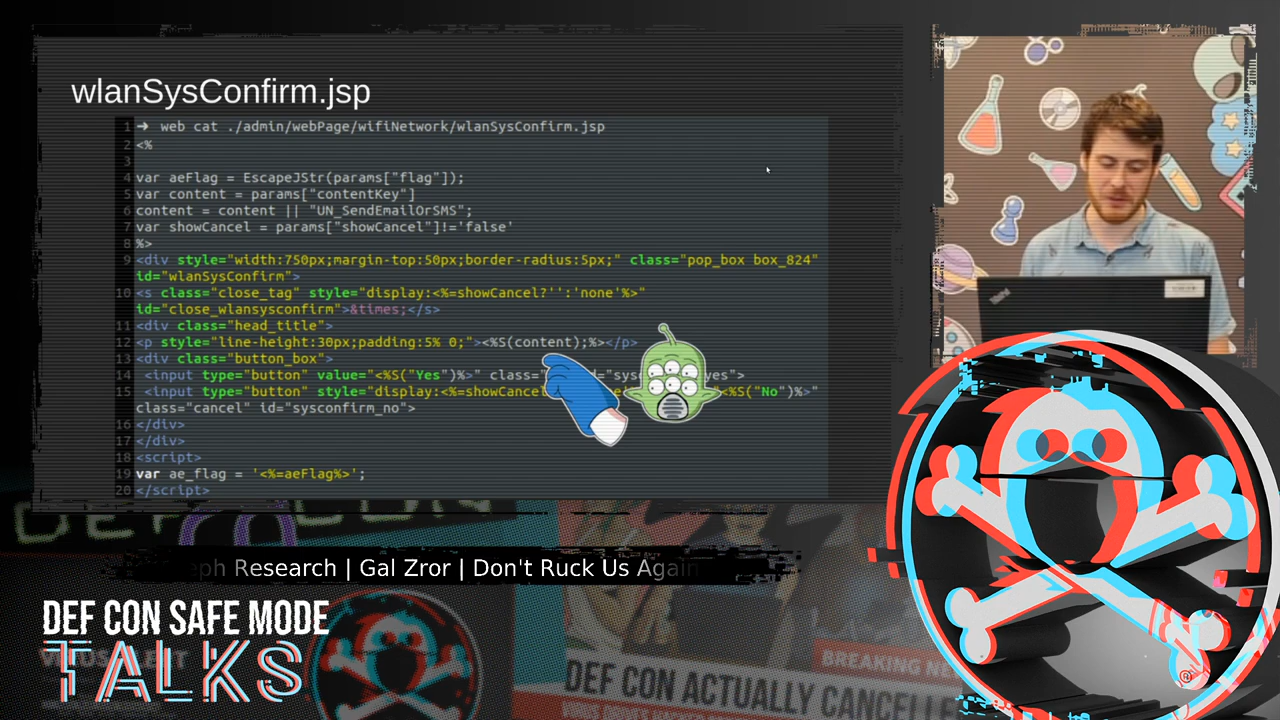 wlanSysConfirm.jsp
1 ➜ web cat ./admin/webPage/wifiNetwork/wlanSysConfirm.jsp
2 <%
3
4 var aeFlag = EscapeJStr(params["flag"]);
5 var content = params["contentKey"]
6 content = content || "UN_SendEmailOrSMS";
7 var showCancel = params["showCancel"]!='false'
8 %>
9 <div style="width:750px;margin-top:50px;border-radius:5px;" class="pop_box box_824"
id="wlanSysConfirm">
10 <s class="close_tag" style="display:<%=showCancel?'':'none'%>"
id="close_wlansysconfirm">&times;</s>
11 <div class="head_title">
12 <p style="line-height:30px;padding:5% 0;"><%S(content);%></p>
13 <div class="button_box">
14 <input type="button" value="<%S("Yes")%>" class="
15 <input type="button" style="display:<%=showCancel <%S("No")%>"
class="cancel" id="sysconfirm_no">
16 </div>
17 </div>
18 <script>
19 var ae_flag = '<%=aeFlag%>';
20 </script>
Research | Gal Zror | Don't Ruck Us Again
DEF CON SAFE MODE
TALKS
BREAKING
DEF CON ACTUALLY
ThinkPad